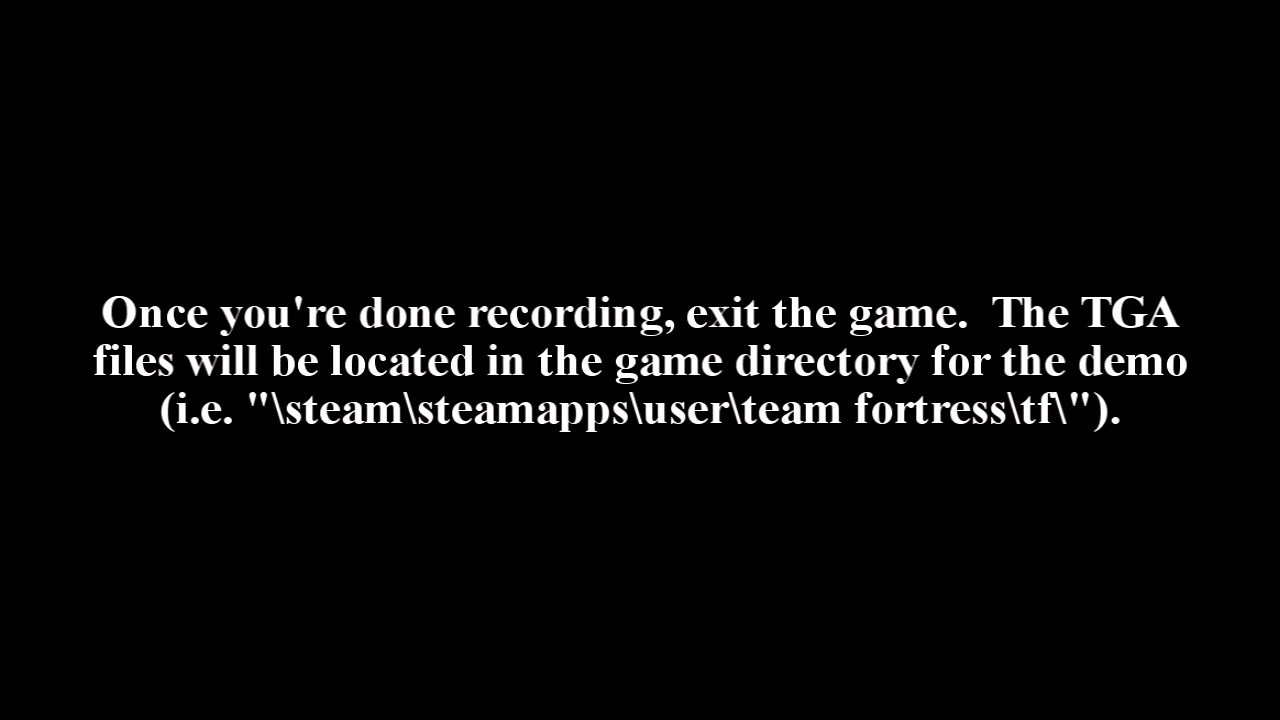 Once you're done recording, exit the game.  The TGA
files will be located in the game directory for the demo
(i.e. "\steam\steamapps\user\team fortress\tf\").